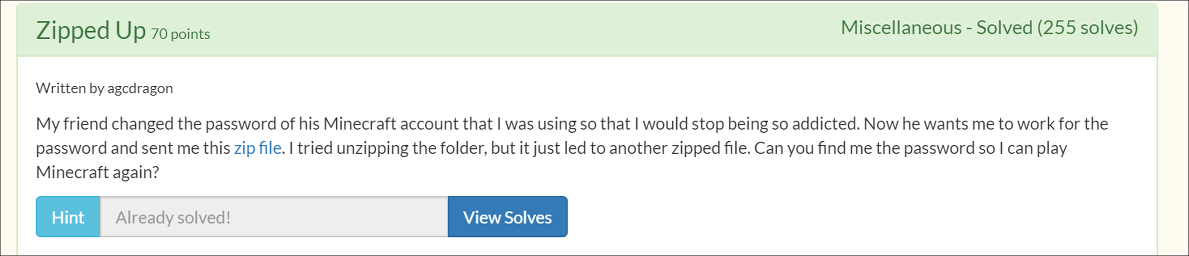 Zipped Up 70 points
Miscellaneous - Solved (255 solves)
Written by agcdragon
My friend changed the password of his Minecraft account that I was using so that I would stop being so addicted. Now he wants me to work for the
password and sent me this zip file. I tried unzipping the folder, but it just led to another zipped file. Can you find me the password so I can play
Minecraft again?
Hint Already solved! View Solves